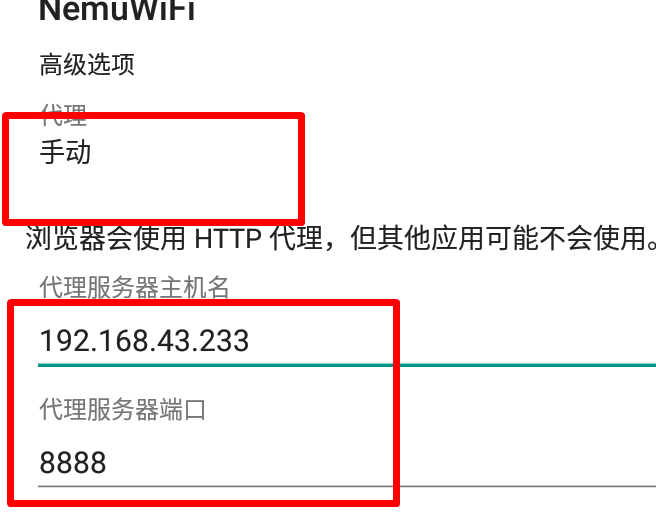 NemuWiFi
高级选项
代理
手动
浏览器会使用 HTTP 代理，但其他应用可能不会使用。
代理服务器主机名
192.168.43.233
代理服务器端口
8888